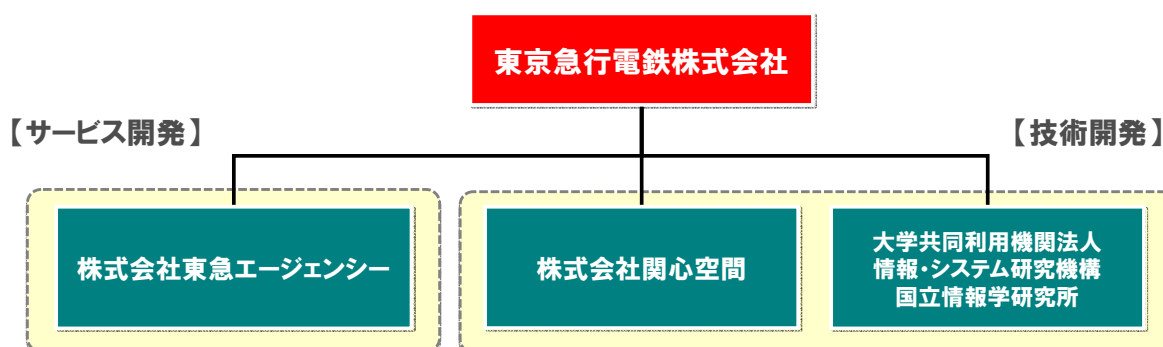 東京急行電鉄株式会社
【サービス開発】
【技術開発】
株式会社東急エージェンシー
株式会社関心空間
大学共同利用機関法人
情報・システム研究機構
国立情報学研究所